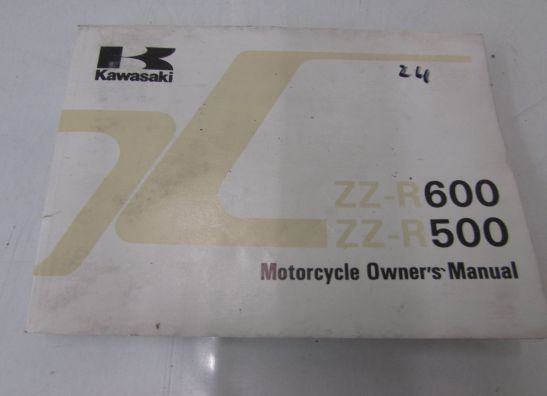 Kawasaki
24
ZZ-R600
ZZ-R500
Motorcycle Owner's Manual